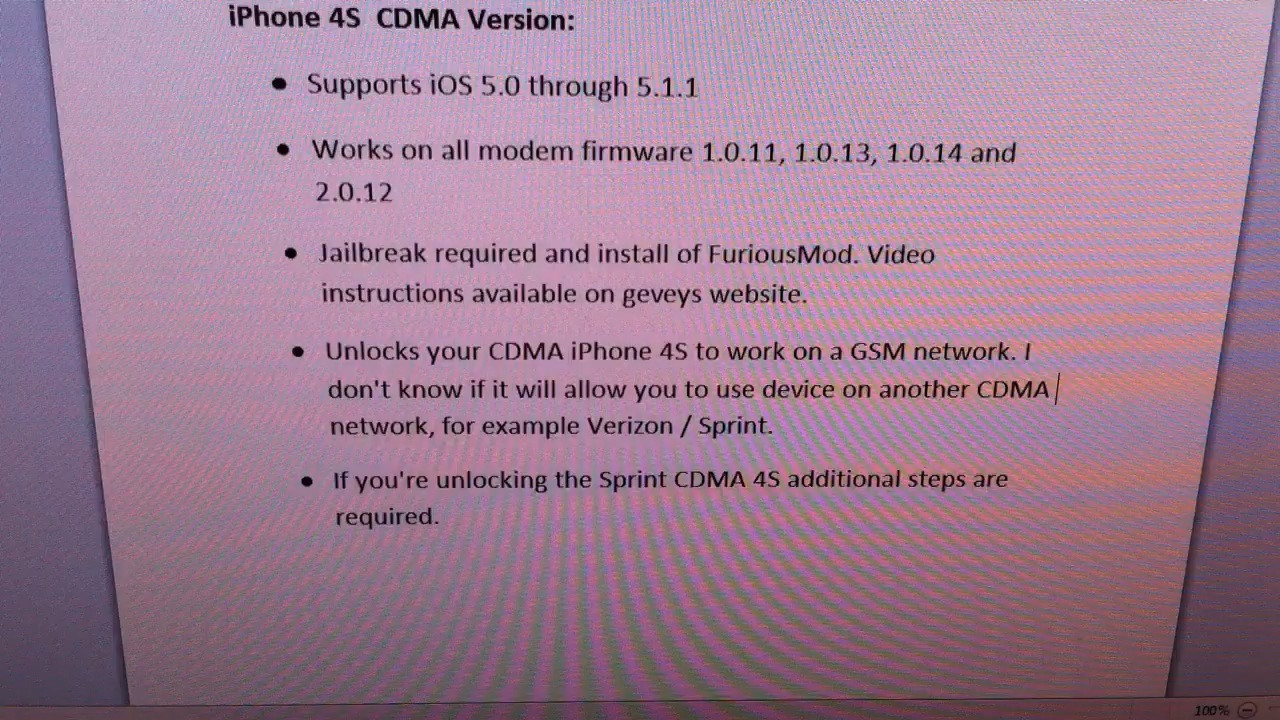 iPhone 4S  CDMA Version:
• Supports iOS 5.0 through 5.1.1
• Works on all modem firmware 1.0.11, 1.0.13, 1.0.14 and
2.0.12
• Jailbreak required and install of FuriousMod. Video
instructions available on geveys website.
• Unlocks your CDMA iPhone 4S to work on a GSM network. I
don't know if it will allow you to use device on another CDMA
network, for example Verizon / Sprint.
• If you're unlocking the Sprint CDMA 4S additional steps are
required.
100%